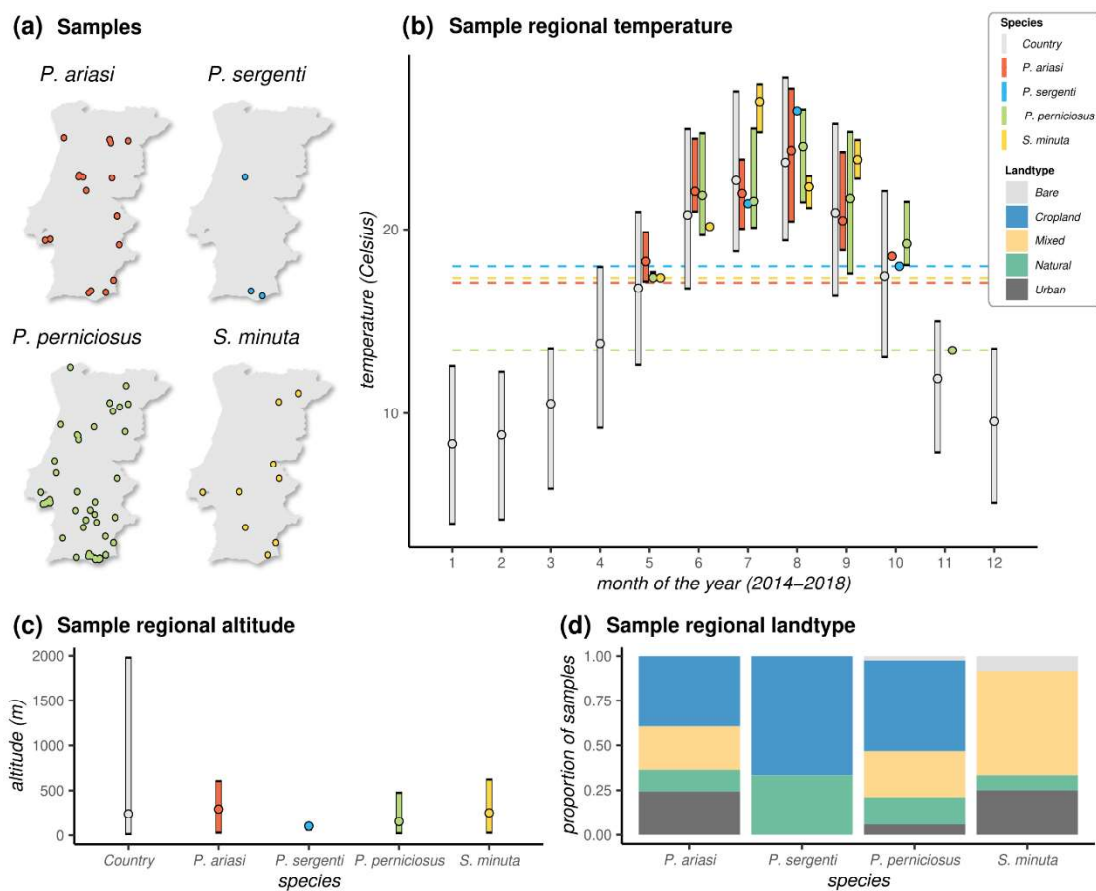 (a) Samples
P. ariasi
P. sergenti
P. perniciosus
S. minuta
(b) Sample regional temperature
temperature (Celsius)
20
10
1 2 3 4 5 6 7 8 9 10 11 12
month of the year (2014–2018)
Species
Country
P. ariasi
P. sergenti
P. perniciosus
S. minuta
Landtype
Bare
Cropland
Mixed
Natural
Urban
(c) Sample regional altitude
altitude (m)
2000
1500
1000
500
0
Country P. ariasi P. sergenti P. perniciosus S. minuta
species
(d) Sample regional landtype
proportion of samples
1.00
0.75
0.50
0.25
0.00
P. ariasi P. sergenti P. perniciosus S. minuta
species